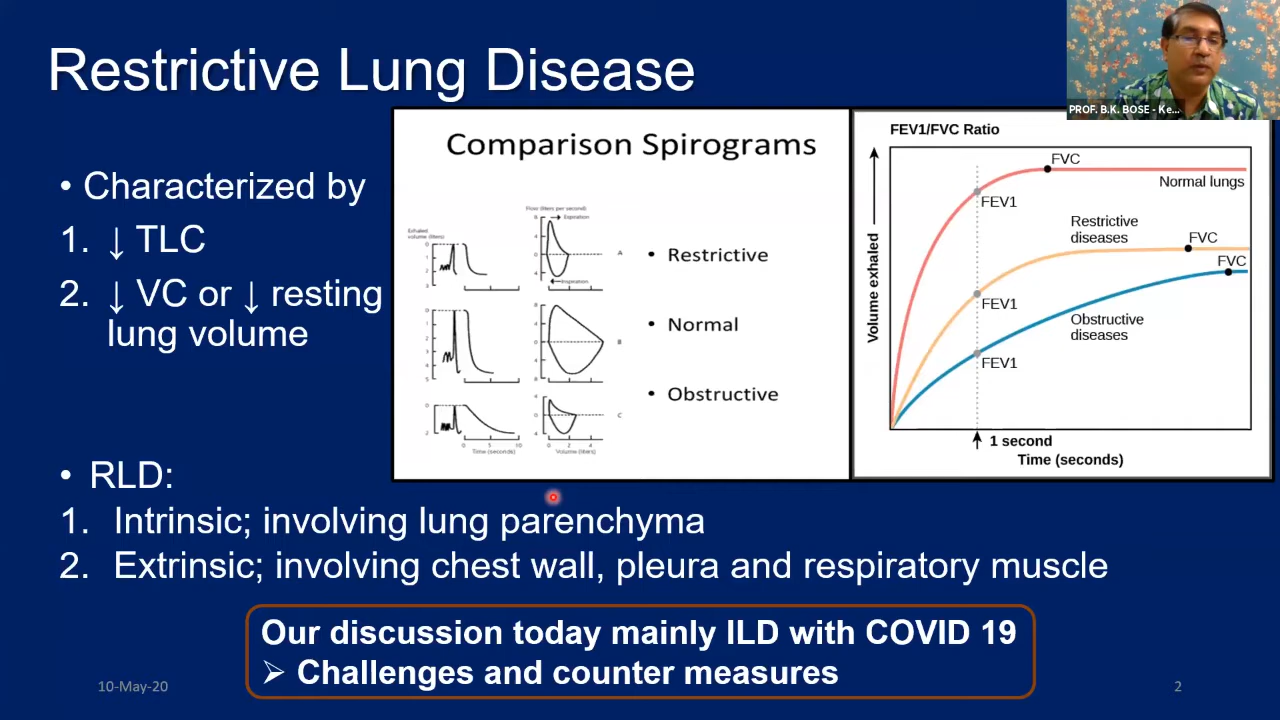 Restrictive Lung Disease
PROF. B.K. BOSE - Ke...
• Characterized by
1. ↓ TLC
2. ↓ VC or ↓ resting
lung volume
Comparison Spirograms
Flow (liters per second)
Exhaled
volume (liters)
Expiration
Inspiration
A
B
C
Time (seconds)
Volume (liters)
• Restrictive
• Normal
• Obstructive
FEV1/FVC Ratio
Volume exhaled
FVC
Normal lungs
FEV1
Restrictive
diseases
FVC
FEV1
FVC
Obstructive
diseases
FEV1
1 second
Time (seconds)
• RLD:
1. Intrinsic; involving lung parenchyma
2. Extrinsic; involving chest wall, pleura and respiratory muscle
Our discussion today mainly ILD with COVID 19
➢ Challenges and counter measures
10-May-20
2